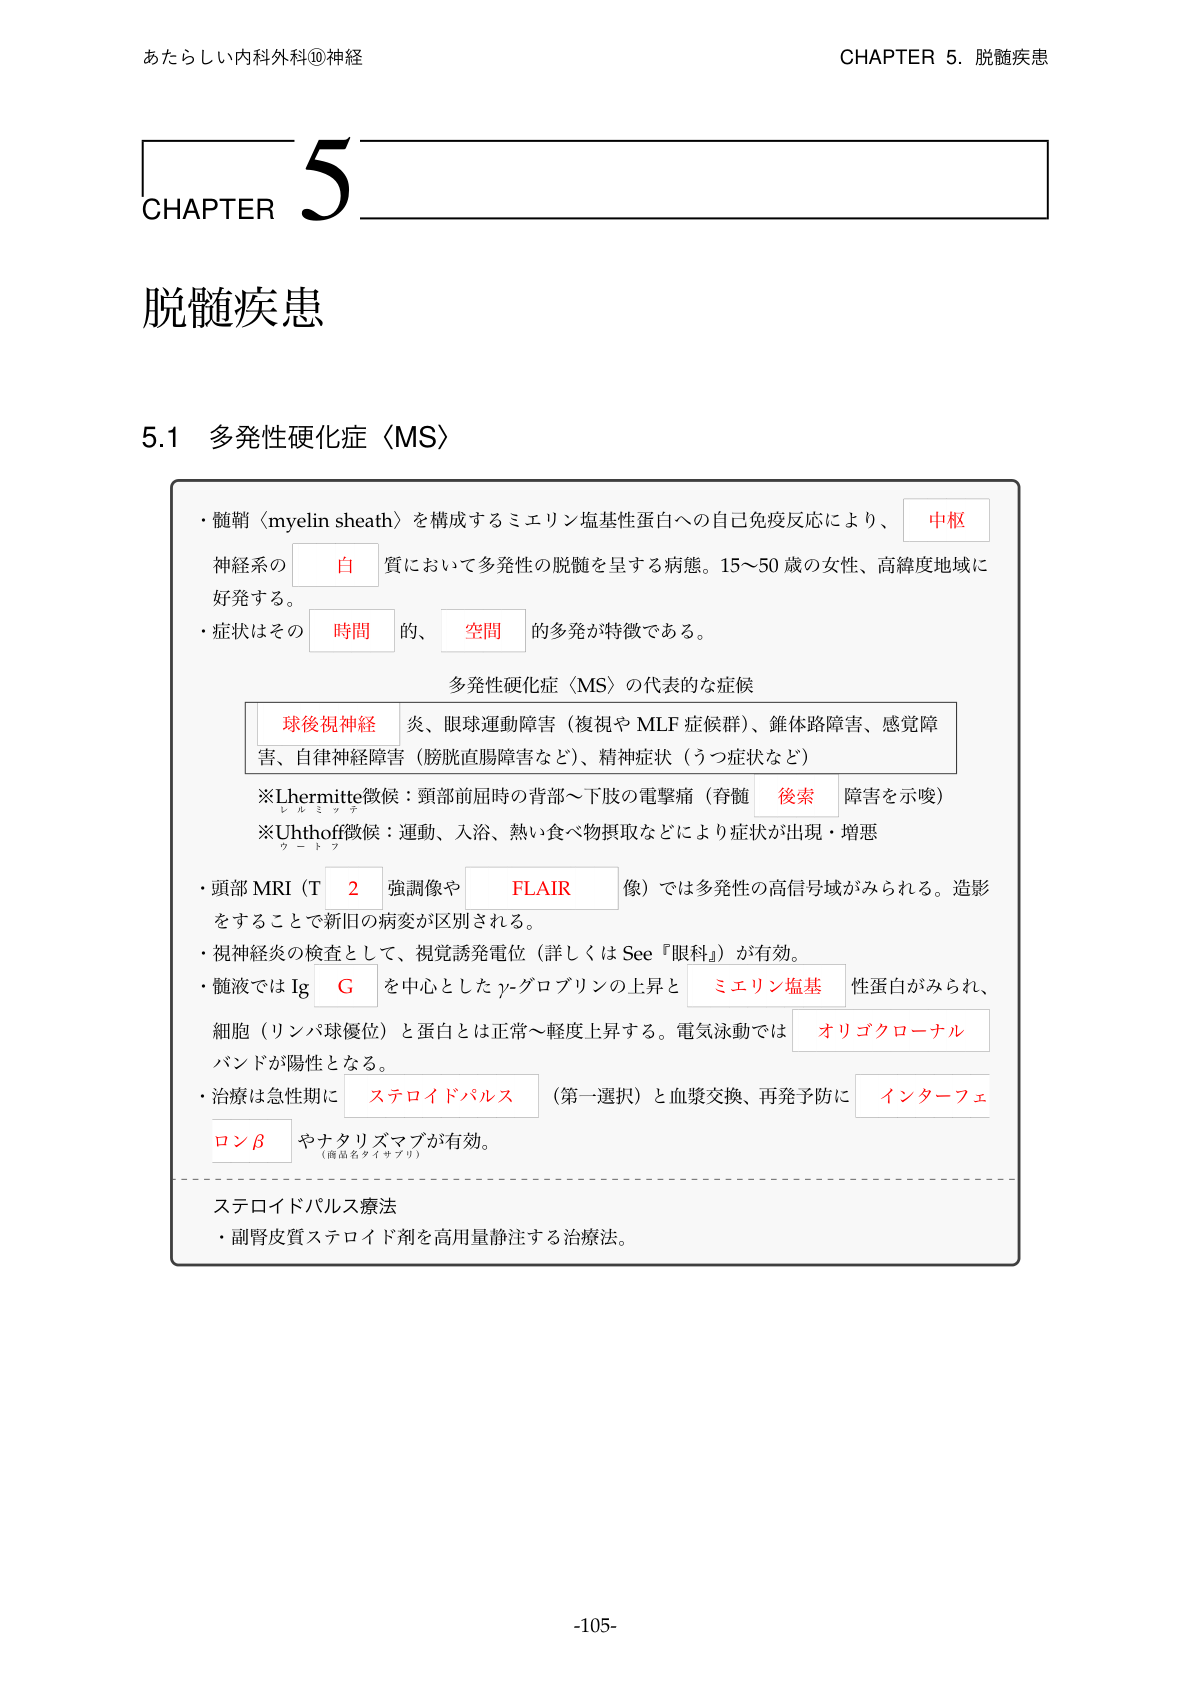 あたらしい内科外科⑩神経
CHAPTER 5. 脱髄疾患
CHAPTER 5
脱髄疾患
5.1 多発性硬化症〈MS〉
・髄鞘〈myelin sheath〉を構成するミエリン塩基性蛋白への自己免疫反応により、 中枢
神経系の 白 質において多発性の脱髄を呈する病態。15〜50 歳の女性、高緯度地域に
好発する。
・症状はその 時間 的、 空間 的多発が特徴である。
多発性硬化症〈MS〉の代表的な症候
球後視神経 炎、眼球運動障害（複視や MLF 症候群）、錐体路障害、感覚障
害、自律神経障害（膀胱直腸障害など）、精神症状（うつ症状など）
※Lhermitte徴候：頸部前屈時の背部〜下肢の電撃痛（脊髄 後索 障害を示唆）
レルミッテ
※Uhthoff徴候：運動、入浴、熱い食べ物摂取などにより症状が出現・増悪
ウートフ
・頭部 MRI（T 2 強調像や FLAIR 像）では多発性の高信号域がみられる。造影
をすることで新旧の病変が区別される。
・視神経炎の検査として、視覚誘発電位（詳しくは See『眼科』）が有効。
・髄液では Ig G を中心とした γ-グロブリンの上昇と ミエリン塩基 性蛋白がみられ、
細胞（リンパ球優位）と蛋白とは正常〜軽度上昇する。電気泳動では オリゴクローナル
バンドが陽性となる。
・治療は急性期に ステロイドパルス （第一選択）と血漿交換、再発予防に インターフェ
ロン β やナタリズマブが有効。
（商品名タイサブリ）
ステロイドパルス療法
・副腎皮質ステロイド剤を高用量静注する治療法。
-105-